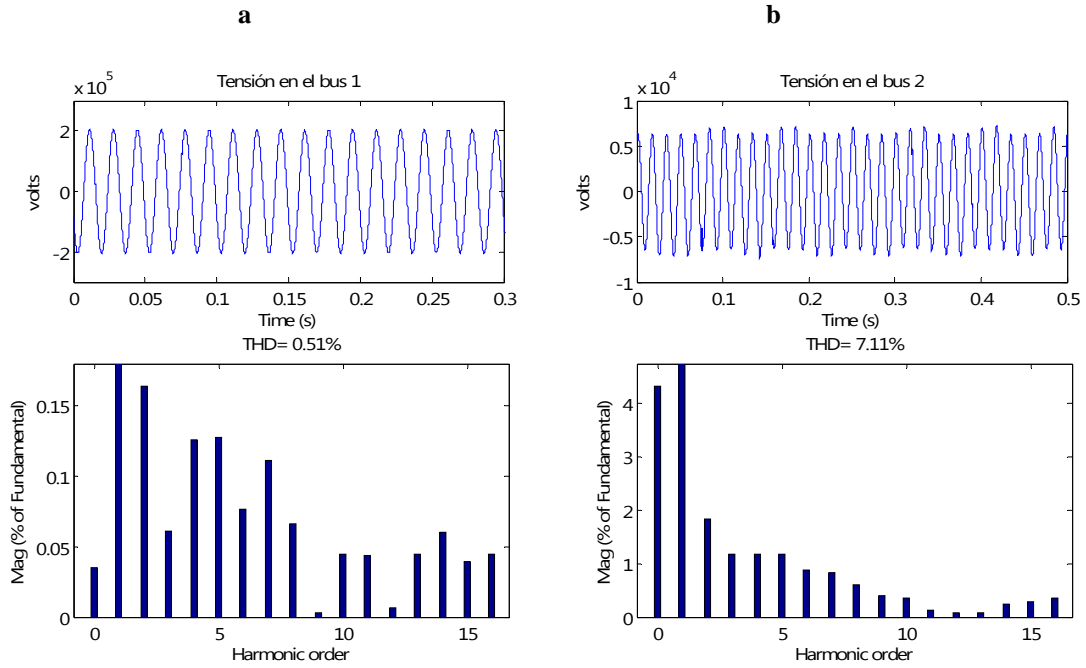 a
b
x 10⁵
Tensión en el bus 1
2
0
-2
volts
0
0.05
0.1
0.15
0.2
0.25
0.3
Time (s)
x 10⁴
Tensión en el bus 2
1
0.5
0
-0.5
-1
volts
0
0.1
0.2
0.3
0.4
0.5
Time (s)
THD= 0.51%
0.15
0.1
0.05
0
Mag (% of Fundamental)
0
5
10
15
Harmonic order
THD= 7.11%
4
3
2
1
0
Mag (% of Fundamental)
0
5
10
15
Harmonic order